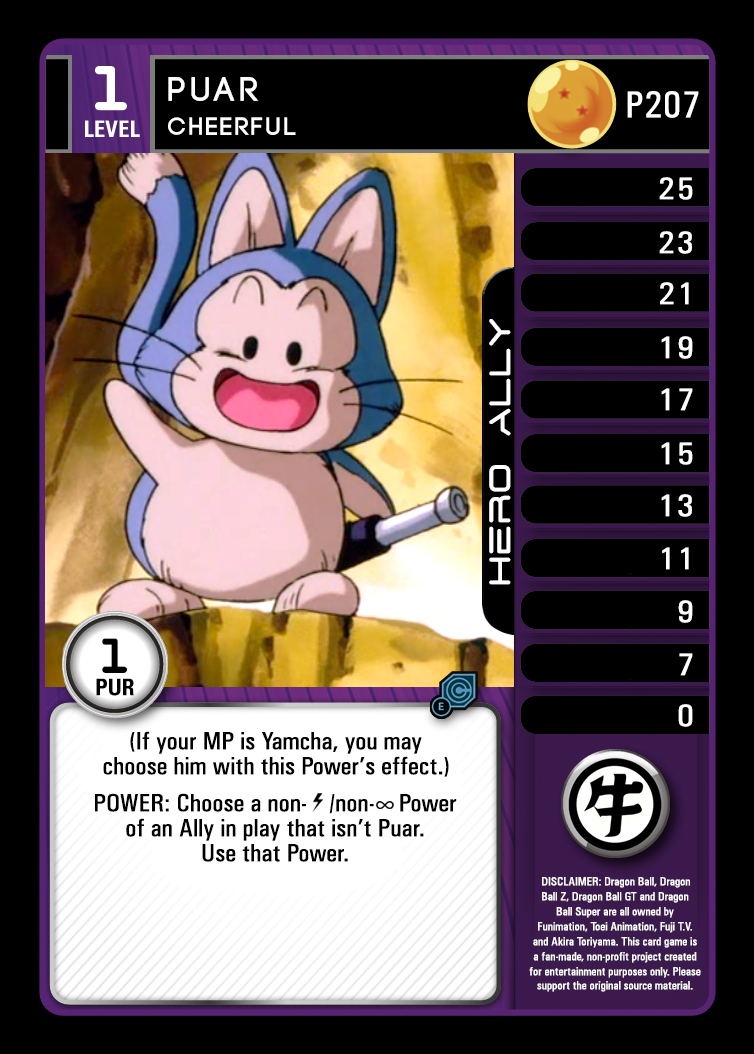 1
LEVEL
PUAR
CHEERFUL
P207
25
23
21
19
17
15
13
11
9
7
0
HERO ALLY
1
PUR
E
(If your MP is Yamcha, you may
choose him with this Power's effect.)
POWER: Choose a non-⚡/non-∞ Power
of an Ally in play that isn't Puar.
Use that Power.
牛
DISCLAIMER: Dragon Ball, Dragon
Ball Z, Dragon Ball GT and Dragon
Ball Super are all owned by
Funimation, Toei Animation, Fuji T.V.
and Akira Toriyama. This card game is
a fan-made, non-profit project created
for entertainment purposes only. Please
support the original source material.